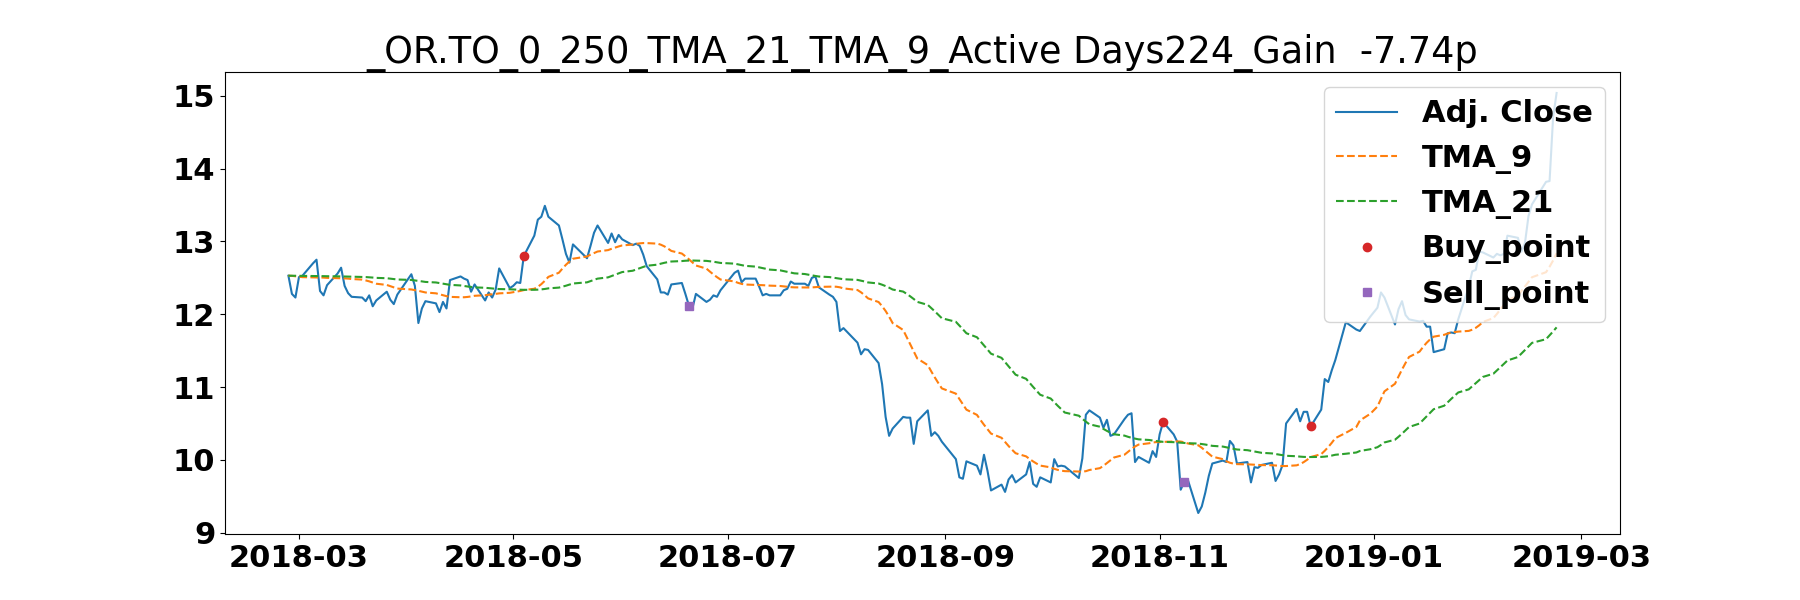 _OR.TO_0_250_TMA_21_TMA_9_Active Days224_Gain  -7.74p
15
14
13
12
11
10
9
Adj. Close
TMA_9
TMA_21
Buy_point
Sell_point
2018-03 2018-05 2018-07 2018-09 2018-11 2019-01 2019-03